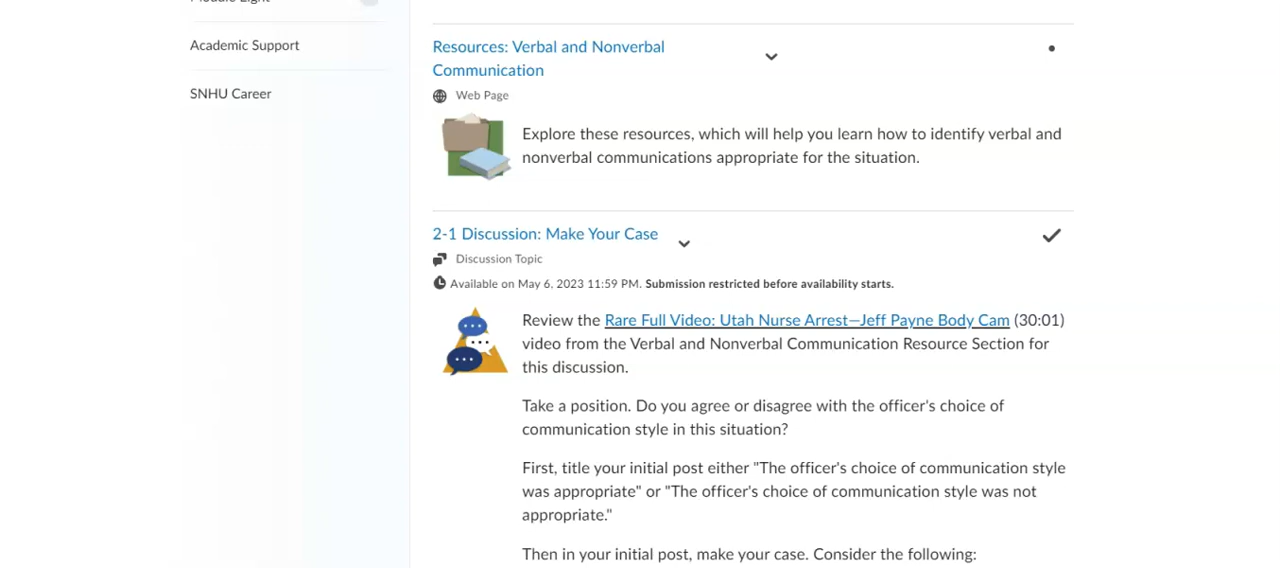 Module Eight
Academic Support
SNHU Career
Resources: Verbal and Nonverbal
Communication
Web Page
Explore these resources, which will help you learn how to identify verbal and
nonverbal communications appropriate for the situation.
2-1 Discussion: Make Your Case
Discussion Topic
Available on May 6, 2023 11:59 PM. Submission restricted before availability starts.
Review the Rare Full Video: Utah Nurse Arrest—Jeff Payne Body Cam (30:01)
video from the Verbal and Nonverbal Communication Resource Section for
this discussion.
Take a position. Do you agree or disagree with the officer's choice of
communication style in this situation?
First, title your initial post either "The officer's choice of communication style
was appropriate" or "The officer's choice of communication style was not
appropriate."
Then in your initial post, make your case. Consider the following: